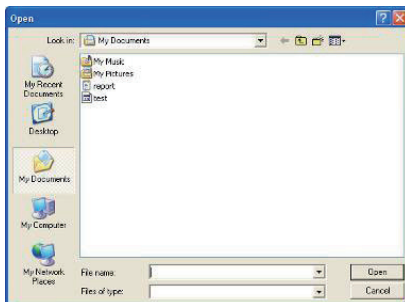 Open
Look in: My Documents
My Recent
Documents
Desktop
My Documents
My Computer
My Network
Places
My Music
My Pictures
report
test
File name: Open
Files of type: Cancel